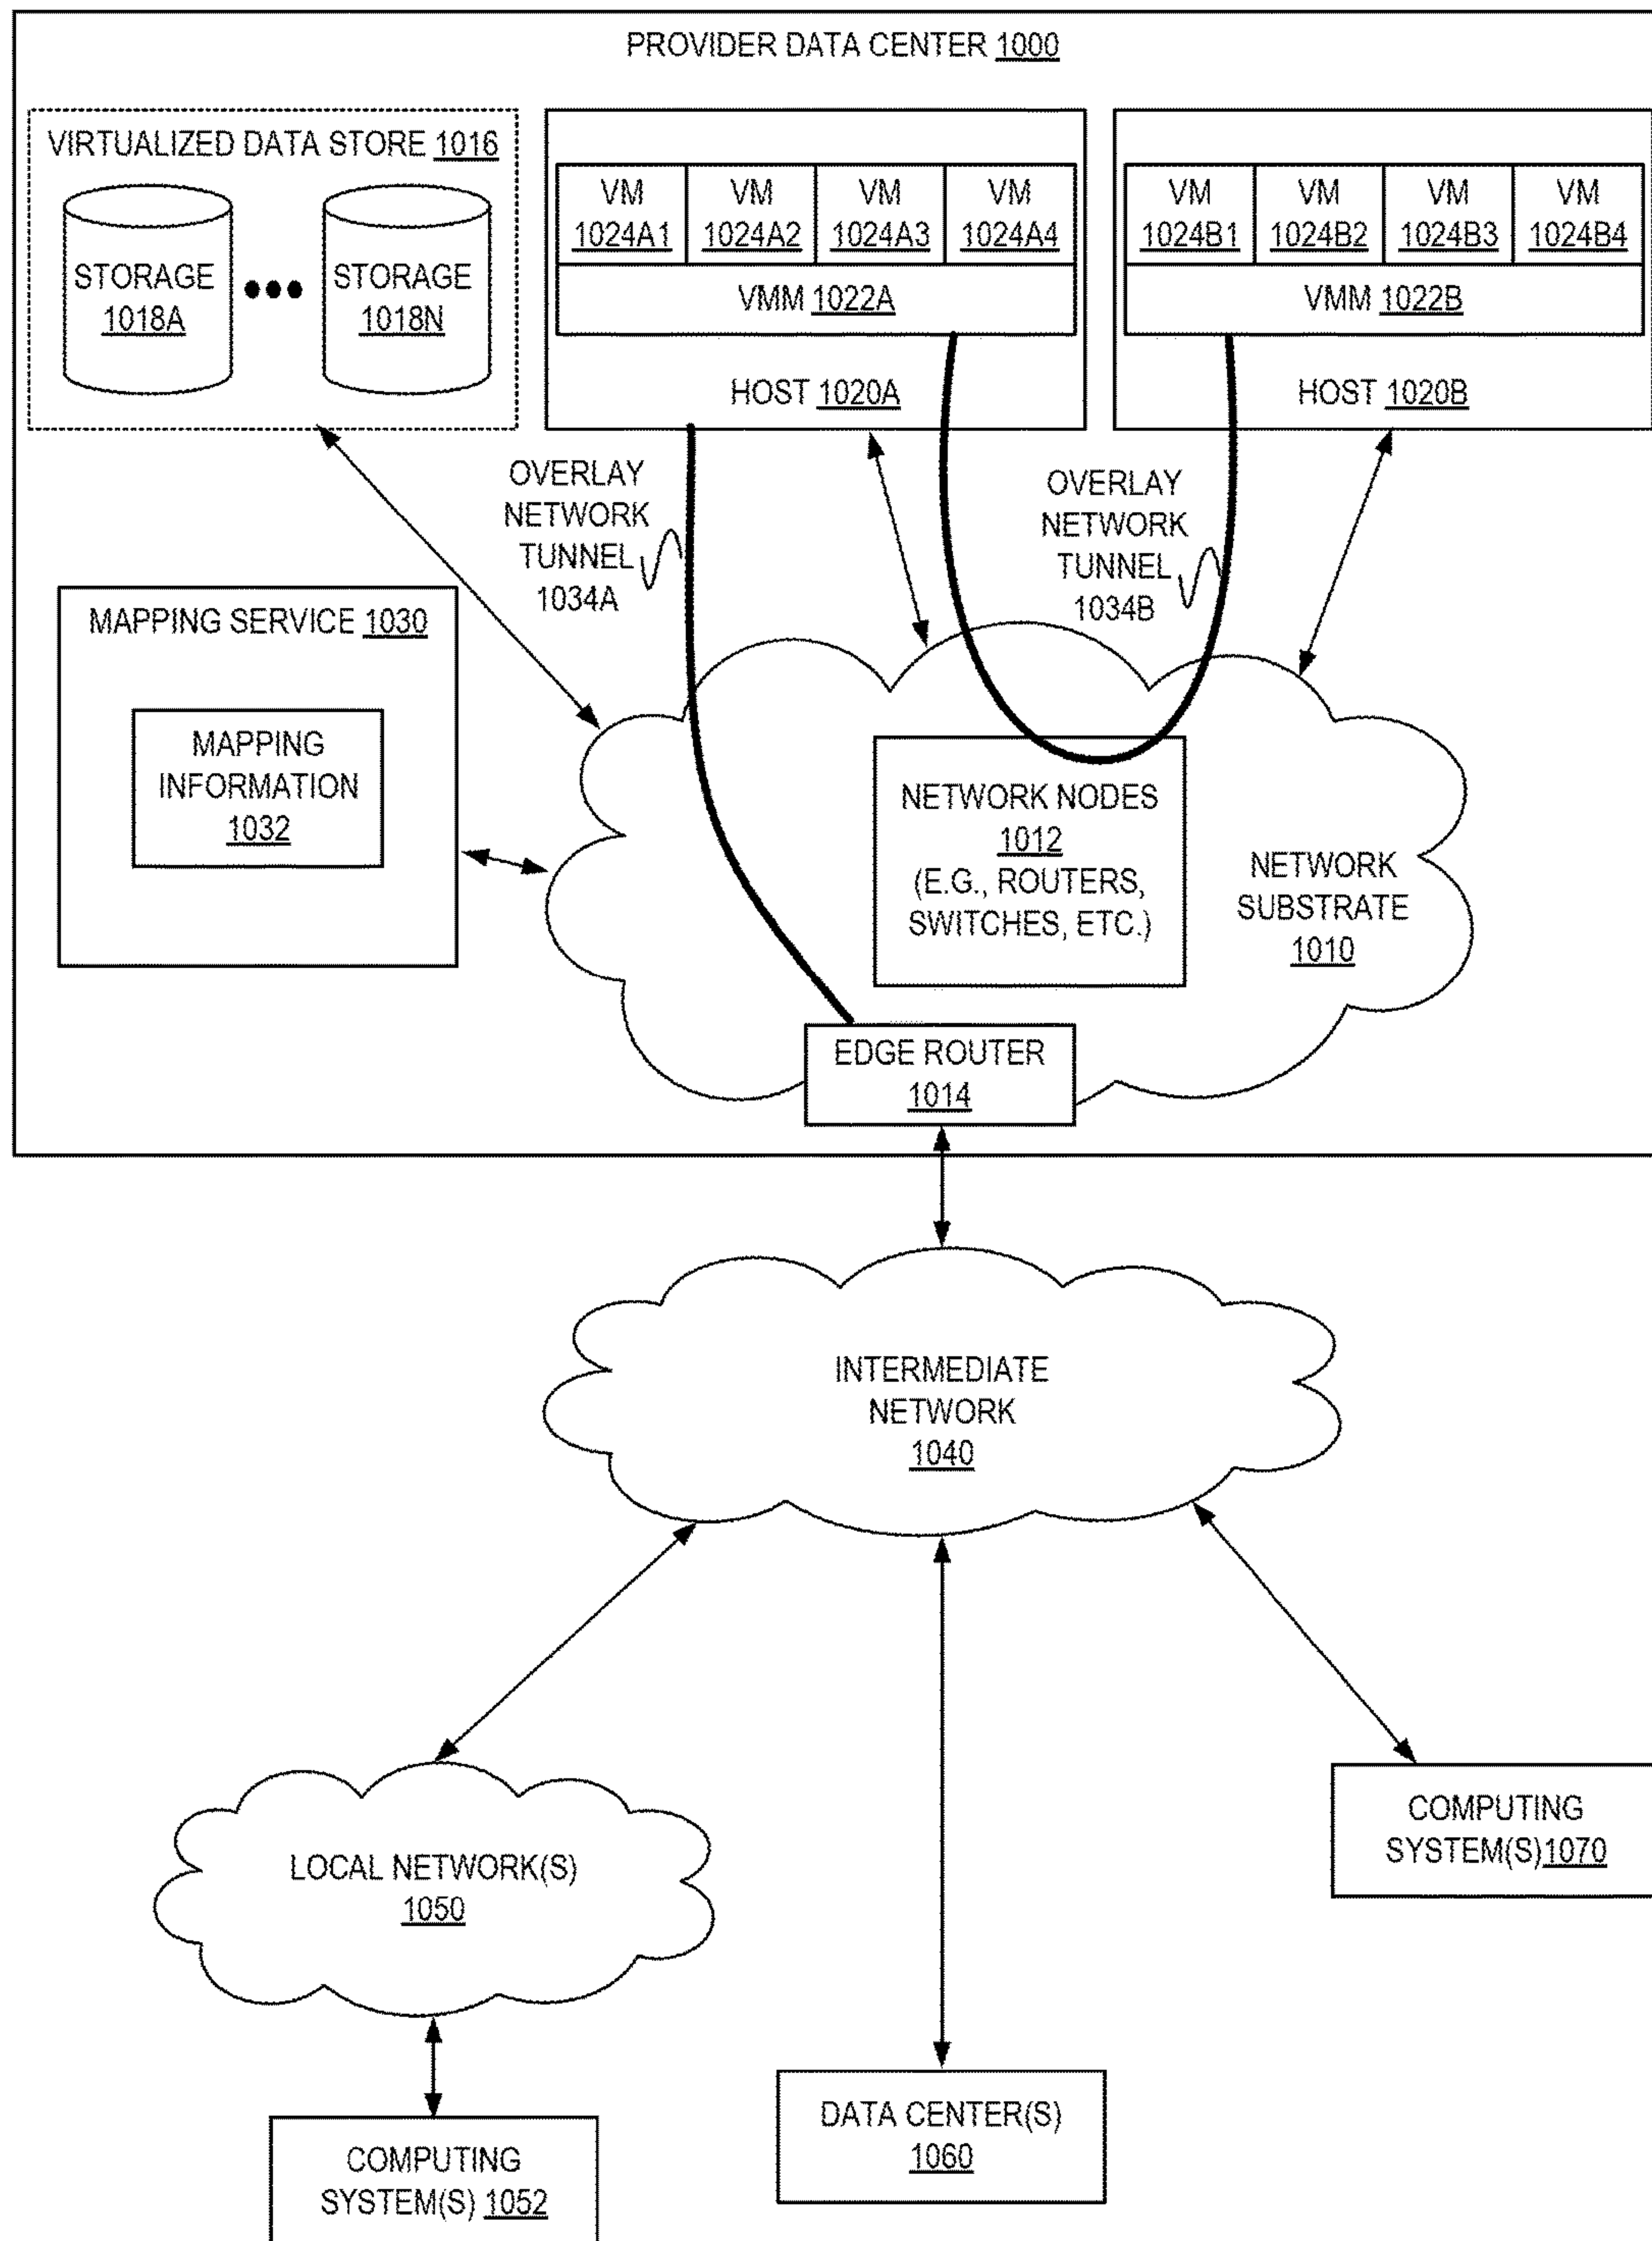 PROVIDER DATA CENTER 1000
VIRTUALIZED DATA STORE 1016
STORAGE
1018A
STORAGE
1018N
VM
1024A1
VM
1024A2
VM
1024A3
VM
1024A4
VMM 1022A
HOST 1020A
VM
1024B1
VM
1024B2
VM
1024B3
VM
1024B4
VMM 1022B
HOST 1020B
OVERLAY
NETWORK
TUNNEL
1034A
OVERLAY
NETWORK
TUNNEL
1034B
MAPPING SERVICE 1030
MAPPING
INFORMATION
1032
NETWORK NODES
1012
(E.G., ROUTERS,
SWITCHES, ETC.)
NETWORK
SUBSTRATE
1010
EDGE ROUTER
1014
INTERMEDIATE
NETWORK
1040
LOCAL NETWORK(S)
1050
COMPUTING
SYSTEM(S)1070
DATA CENTER(S)
1060
COMPUTING
SYSTEM(S) 1052